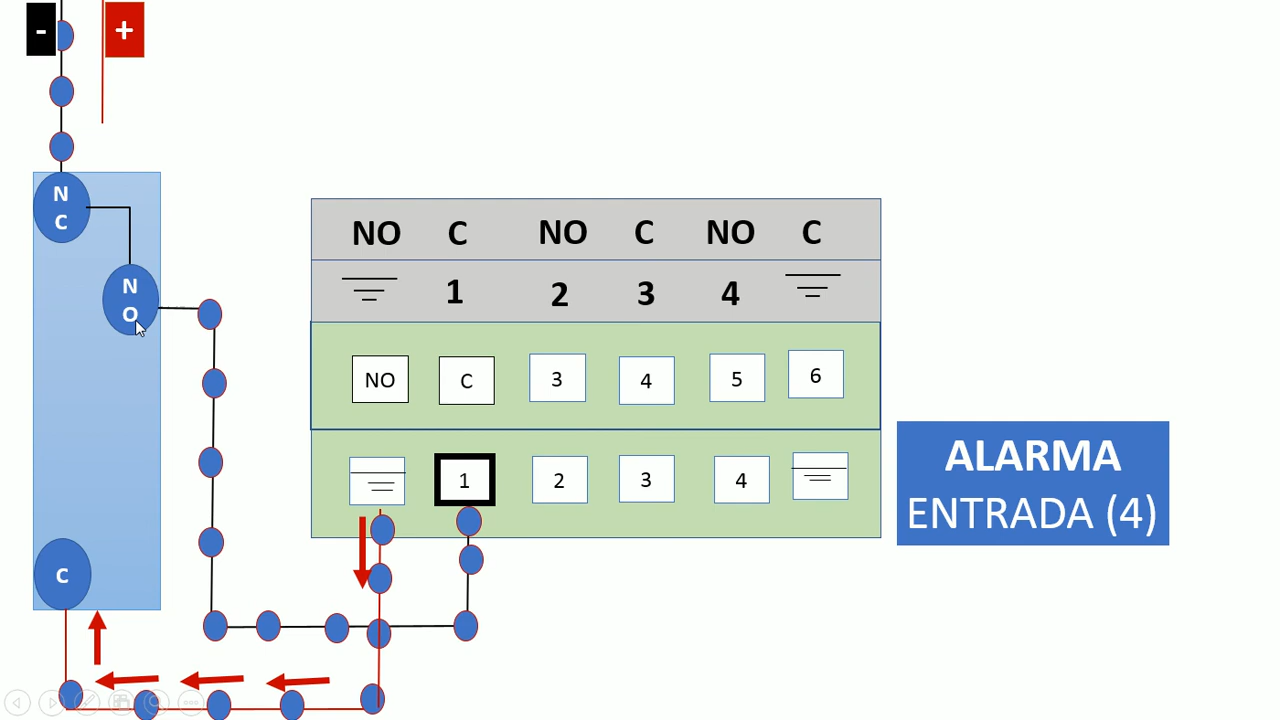 - +
N
C
N
O
C
NO C NO C NO C
1 2 3 4
NO C 3 4 5 6
1 2 3 4
ALARMA
ENTRADA (4)